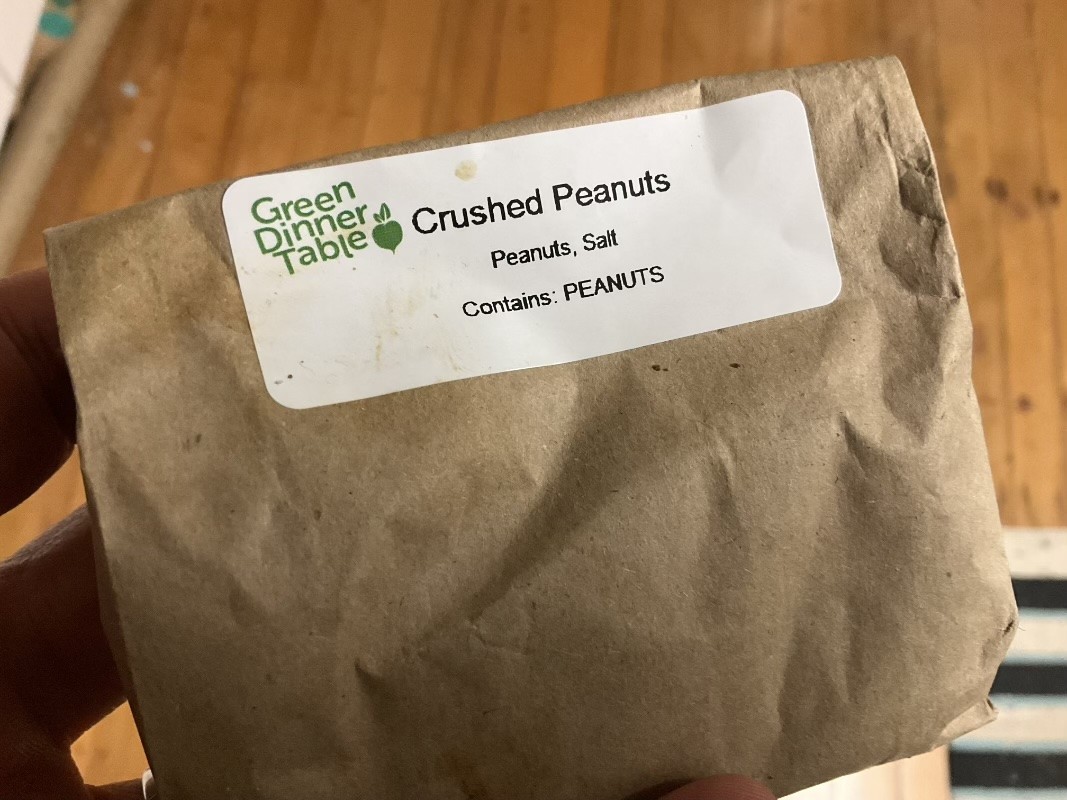 Green
Dinner
Table
Crushed Peanuts
Peanuts, Salt
Contains: PEANUTS